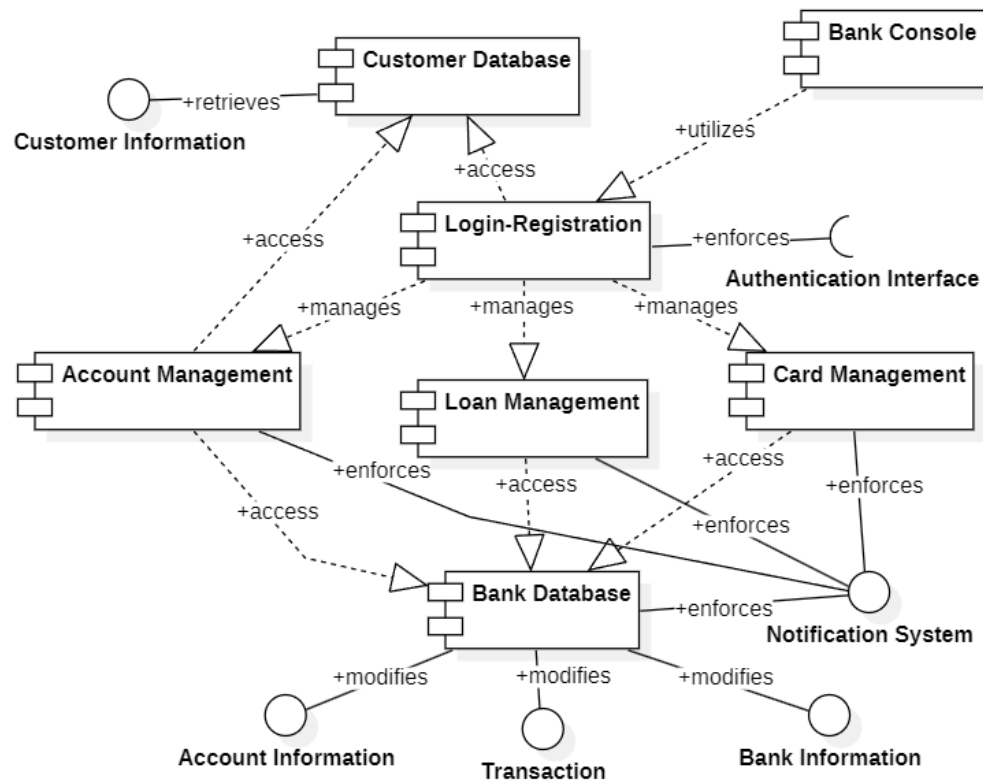 Bank Console
Customer Database
+retrieves
Customer Information
+utilizes
+access
Login-Registration
+access
+enforces
Authentication Interface
+manages
+manages
+manages
Account Management
Loan Management
Card Management
+enforces
+access
+access
+enforces
+access
+enforces
Bank Database
+enforces
Notification System
+modifies
+modifies
+modifies
Account Information
Transaction
Bank Information